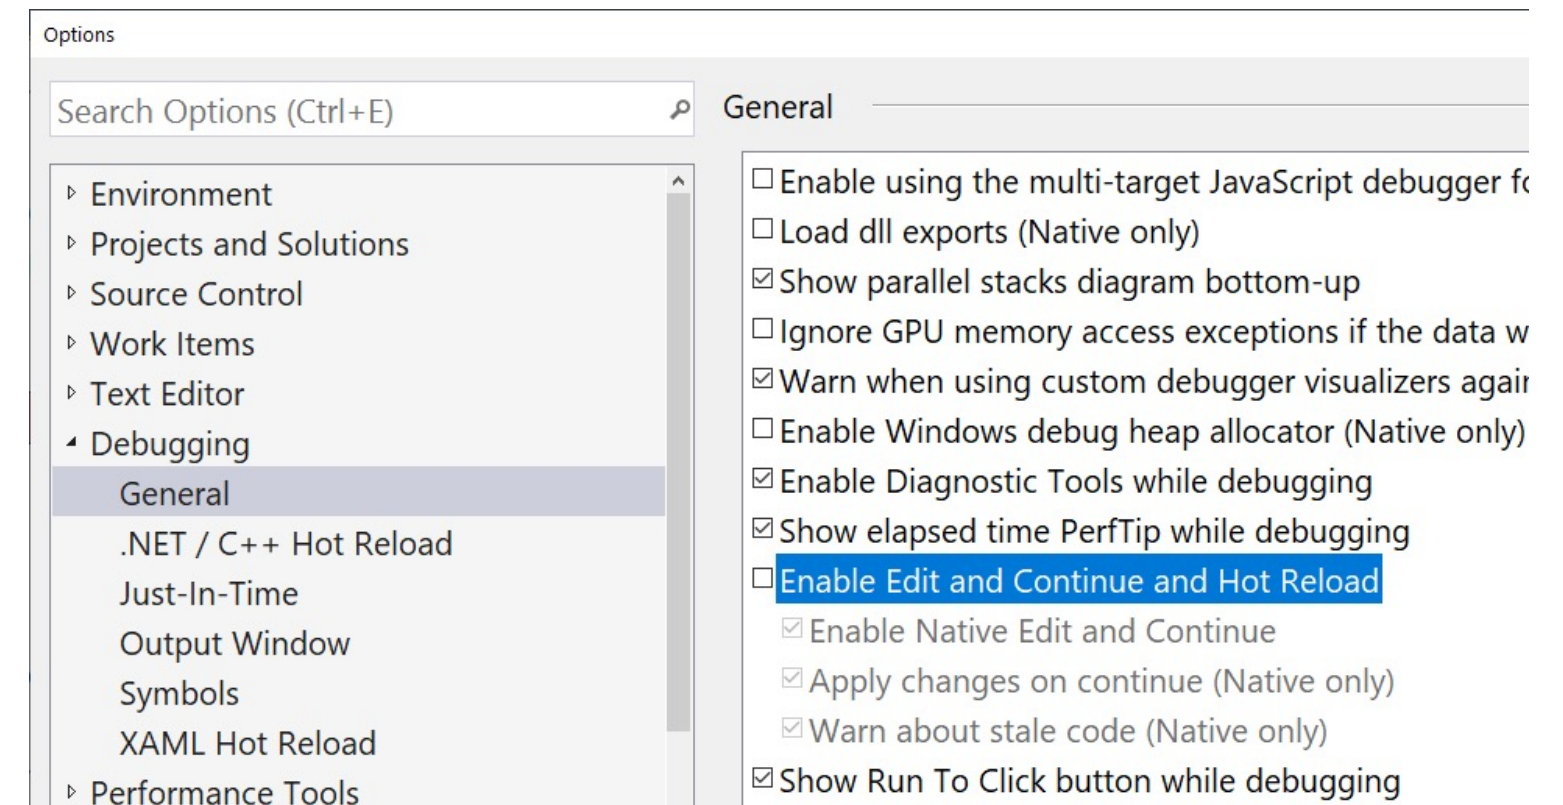 Options
Search Options (Ctrl+E)
Environment
Projects and Solutions
Source Control
Work Items
Text Editor
Debugging
General
.NET / C++ Hot Reload
Just-In-Time
Output Window
Symbols
XAML Hot Reload
Performance Tools
General
Enable using the multi-target JavaScript debugger fo
Load dll exports (Native only)
Show parallel stacks diagram bottom-up
Ignore GPU memory access exceptions if the data w
Warn when using custom debugger visualizers again
Enable Windows debug heap allocator (Native only)
Enable Diagnostic Tools while debugging
Show elapsed time PerfTip while debugging
Enable Edit and Continue and Hot Reload
Enable Native Edit and Continue
Apply changes on continue (Native only)
Warn about stale code (Native only)
Show Run To Click button while debugging